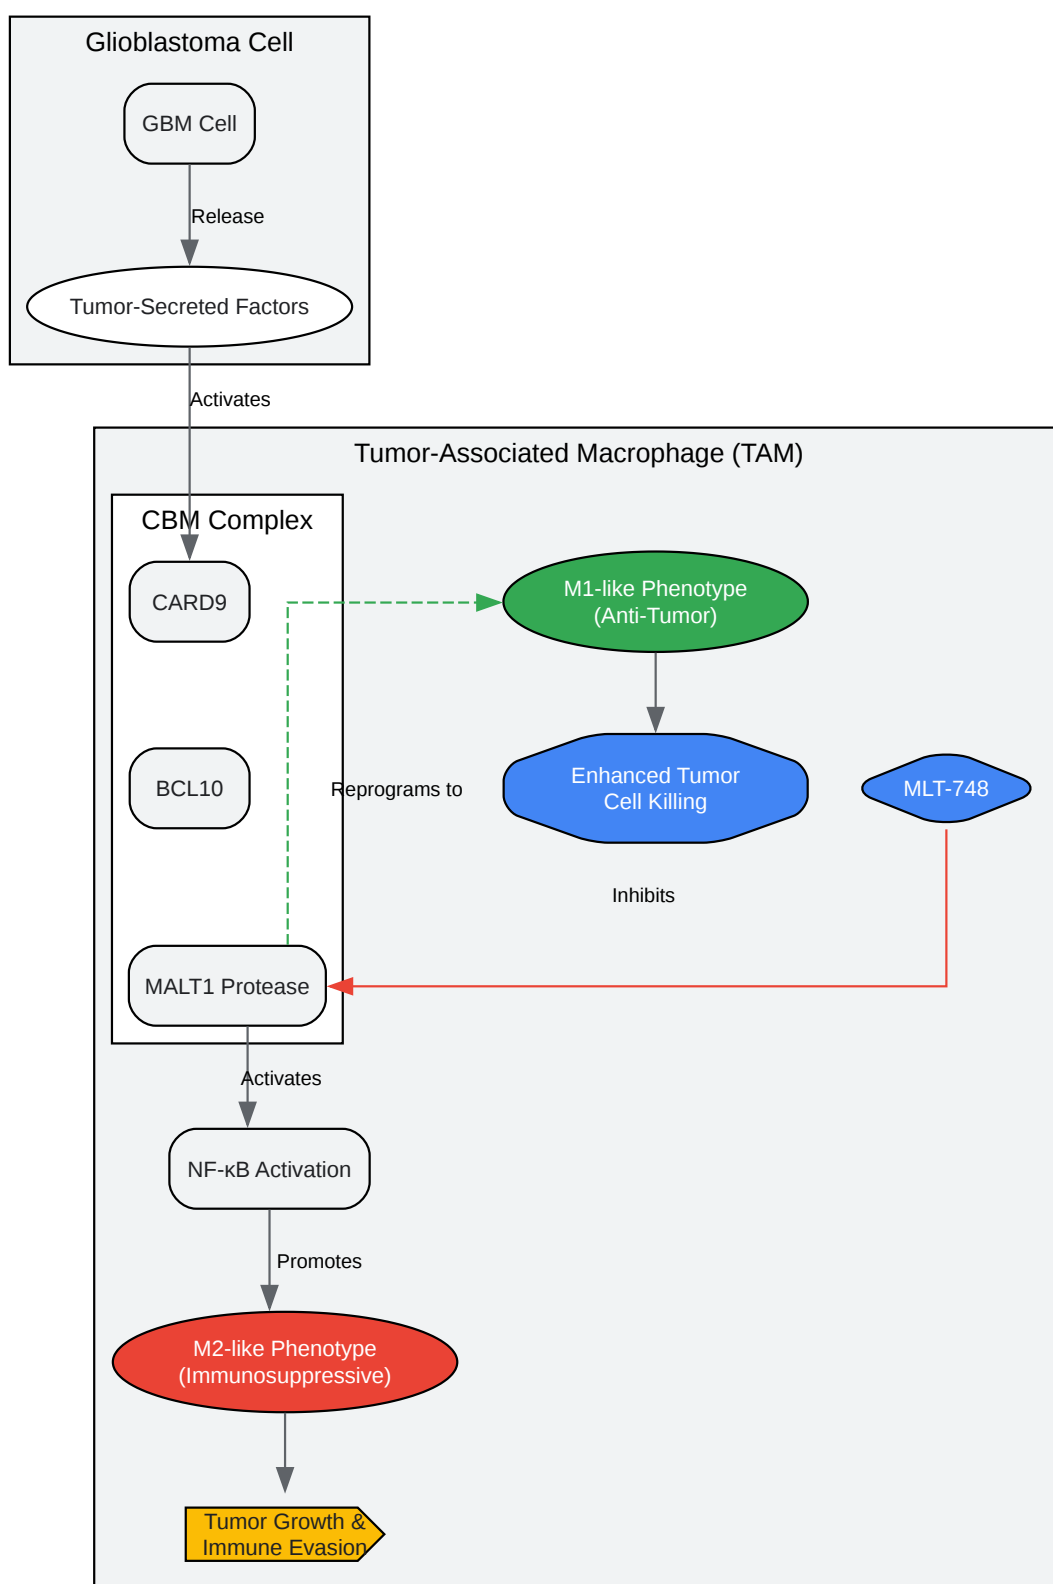 Glioblastoma Cell
GBM Cell
Release
Tumor-Secreted Factors
Activates
Tumor-Associated Macrophage (TAM)
CBM Complex
CARD9
M1-like Phenotype
(Anti-Tumor)
BCL10
Reprograms to
Enhanced Tumor
Cell Killing
MLT-748
Inhibits
MALT1 Protease
Activates
NF-κB Activation
Promotes
M2-like Phenotype
(Immunosuppressive)
Tumor Growth &
Immune Evasion